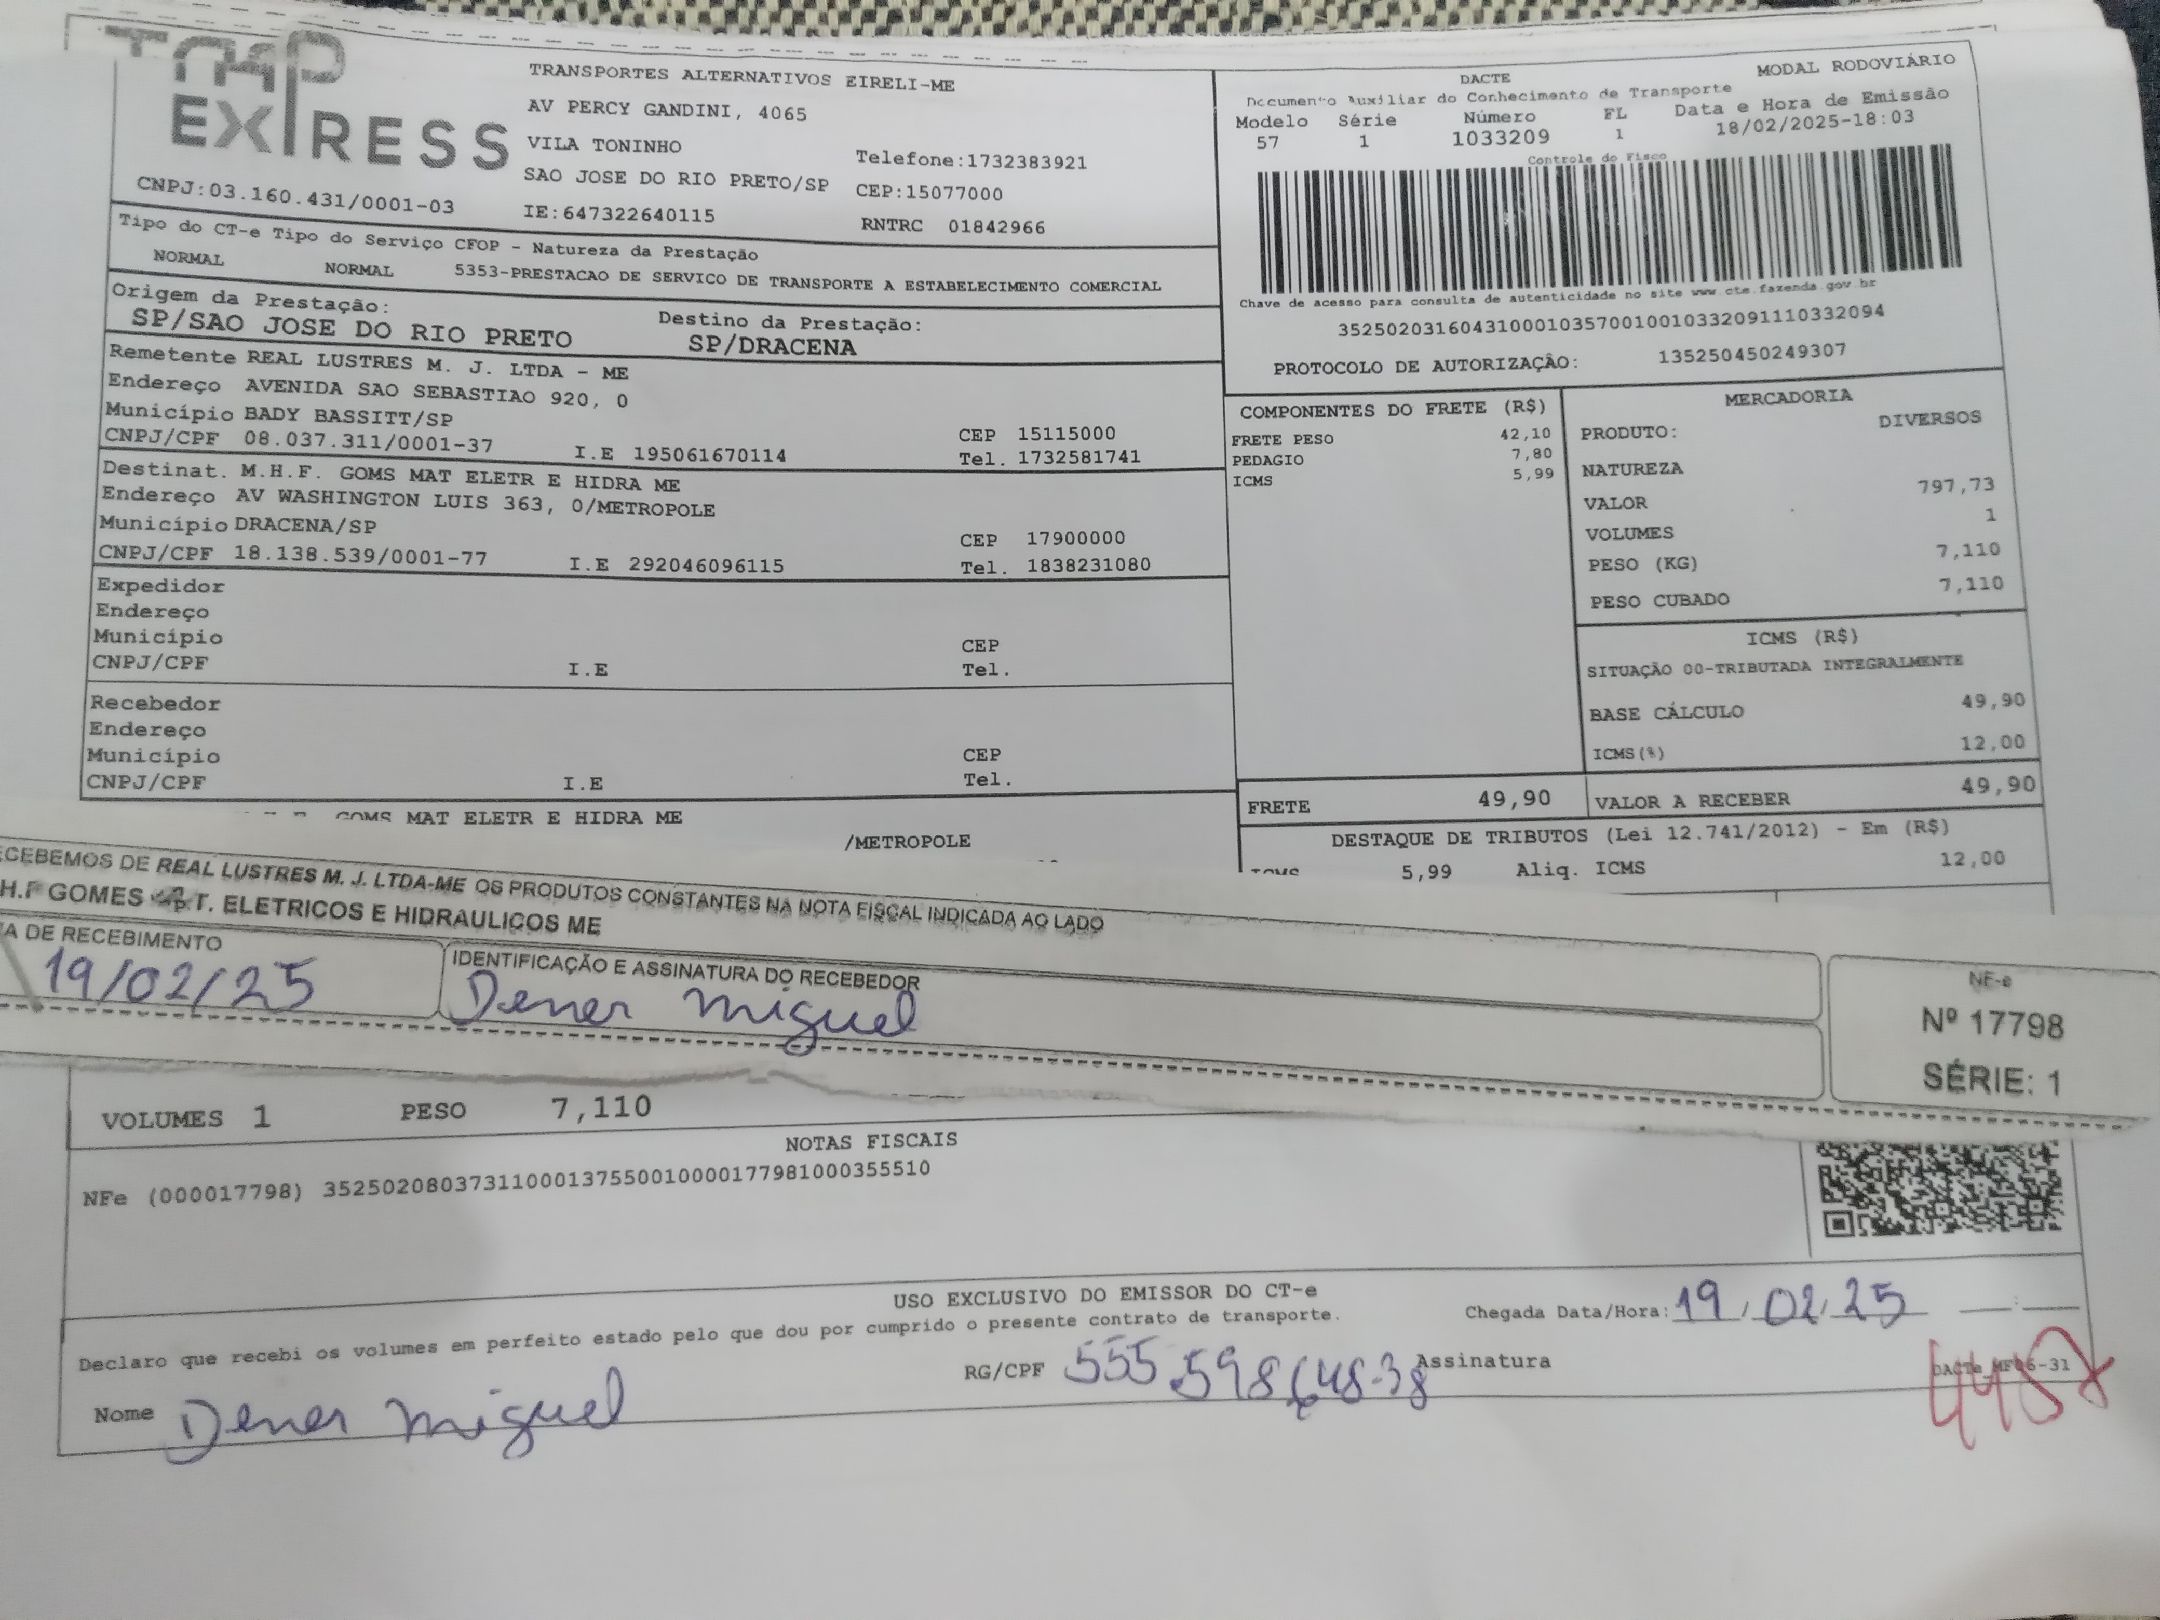 TRANSPORTES ALTERNATIVOS EIRELI-ME
AV PERCY GANDINI, 4065
VILA TONINHO
Telefone:1732383921
SAO JOSE DO RIO PRETO/SP CEP:15077000
CNPJ:03.160.431/0001-03 IE:647322640115 RNTRC 01842966
Tipo do CT-e Tipo do Serviço CFOP - Natureza da Prestação
NORMAL NORMAL 5353-PRESTACAO DE SERVICO DE TRANSPORTE A ESTABELECIMENTO COMERCIAL
Origem da Prestação: Destino da Prestação:
SP/SAO JOSE DO RIO PRETO SP/DRACENA
Remetente REAL LUSTRES M. J. LTDA - ME
Endereço AVENIDA SAO SEBASTIAO 920, 0
Município BADY BASSITT/SP CEP 15115000
CNPJ/CPF 08.037.311/0001-37 I.E 195061670114 Tel. 1732581741
Destinat. M.H.F. GOMS MAT ELETR E HIDRA ME
Endereço AV WASHINGTON LUIS 363, 0/METROPOLE
Município DRACENA/SP CEP 17900000
CNPJ/CPF 18.138.539/0001-77 I.E 292046096115 Tel. 1838231080
Expedidor
Endereço
Município CEP
CNPJ/CPF I.E Tel.
Recebedor
Endereço
Município CEP
CNPJ/CPF I.E Tel.
GOMS MAT ELETR E HIDRA ME
/METROPOLE
DACTE MODAL RODOVIÁRIO
Documento Auxiliar do Conhecimento de Transporte
Modelo Série Número FL Data e Hora de Emissão
57 1 1033209 1 18/02/2025-18:03
Controle do Fisco
Chave de acesso para consulta de autenticidade no site www.cte.fazenda.gov.br
35250203160431000103570010010332091110332094
PROTOCOLO DE AUTORIZAÇÃO: 135250450249307
COMPONENTES DO FRETE (R$)
FRETE PESO 42,10
PEDAGIO 7,80
ICMS 5,99
MERCADORIA
PRODUTO: DIVERSOS
NATUREZA
VALOR 797,73
VOLUMES 1
PESO (KG) 7,110
PESO CUBADO 7,110
ICMS (R$)
SITUAÇÃO 00-TRIBUTADA INTEGRALMENTE
BASE CÁLCULO 49,90
ICMS(%) 12,00
FRETE 49,90 VALOR A RECEBER 49,90
DESTAQUE DE TRIBUTOS (Lei 12.741/2012) - Em (R$)
ICMS 5,99 Aliq. ICMS 12,00
DE REAL LUSTRES M. J. LTDA-ME OS PRODUTOS CONSTANTES NA NOTA FISCAL INDICADA AO LADO
GOMES T. ELETRICOS E HIDRAULICOS ME
DE RECEBIMENTO
19/02/25
IDENTIFICAÇÃO E ASSINATURA DO RECEBEDOR
Dener Miguel
NF-e
Nº 17798
SÉRIE: 1
VOLUMES 1 PESO 7,110
NOTAS FISCAIS
NFe (000017798) 35250208037311000137550010000177981000355510
USO EXCLUSIVO DO EMISSOR DO CT-e
Declaro que recebi os volumes em perfeito estado pelo que dou por cumprido o presente contrato de transporte.
Chegada Data/Hora: 19/02/25
Nome Dener Miguel
RG/CPF 555.598648-38 Assinatura